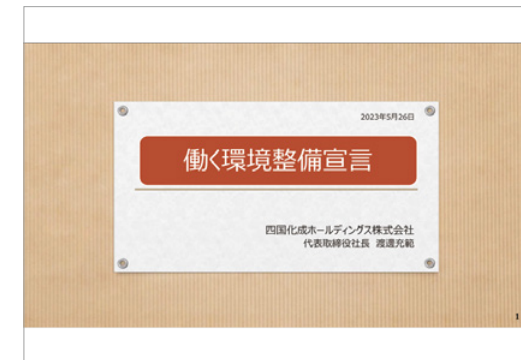 2023年5月26日
働く環境整備宣言
四国化成ホールディングス株式会社
代表取締役社長 渡邊充範
1